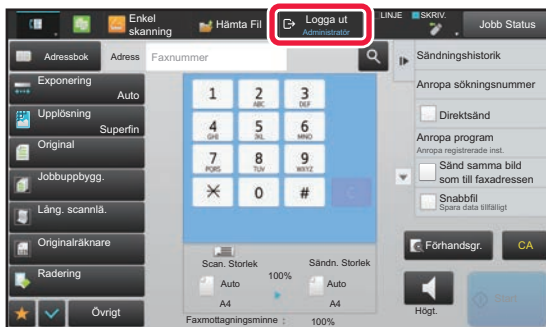 Enkel skanning
Hämta Fil
Logga ut
Administratör
LINJE
SKRIV.
Jobb Status
Adressbok
Adress
Faxnummer
Sändningshistorik
Exponering
Auto
Upplösning
Superfin
Original
Jobbuppbygg.
Lång. scannlä.
Originalräknare
Radering
Övrigt
1
2 ABC
3 DEF
4 GHI
5 JKL
6 MNO
7 PQRS
8 TUV
9 WXYZ
0
#
C
Anropa sökningsnummer
Direktsänd
Anropa program
Anropa registrerade inst.
Sänd samma bild
som till faxadressen
Snabbfil
Spara data tillfälligt
Scan. Storlek
Auto
A4
100%
Sändn. Storlek
Auto
A4
Faxmottagningsminne : 100%
Förhandsgr.
CA
Högt.
Start